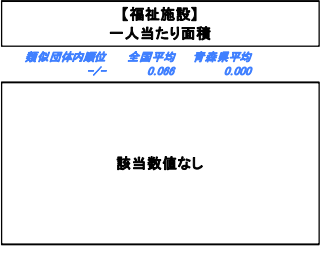 【福祉施設】
一人当たり面積
類似団体内順位 全国平均 青森県平均
-/- 0.066 0.000
該当数値なし